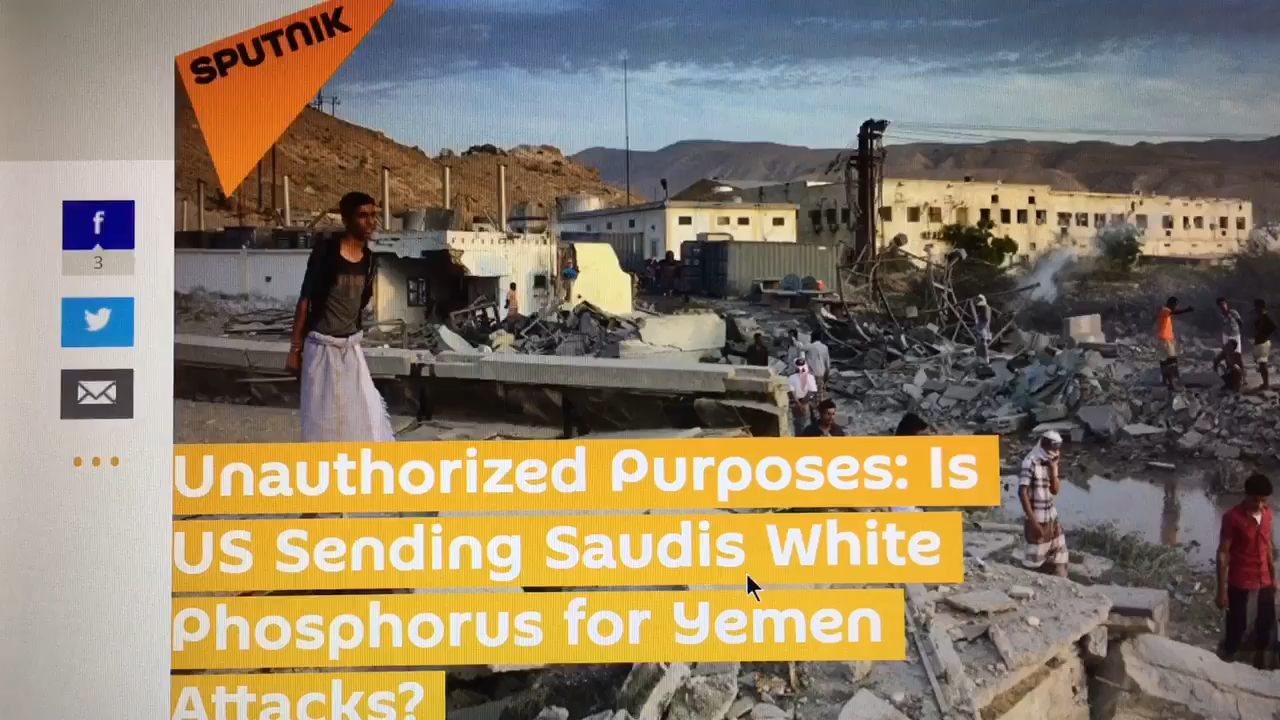 SPUTNIK
f
3
Unauthorized Purposes: Is
US Sending Saudis White
Phosphorus for Yemen
Attacks?